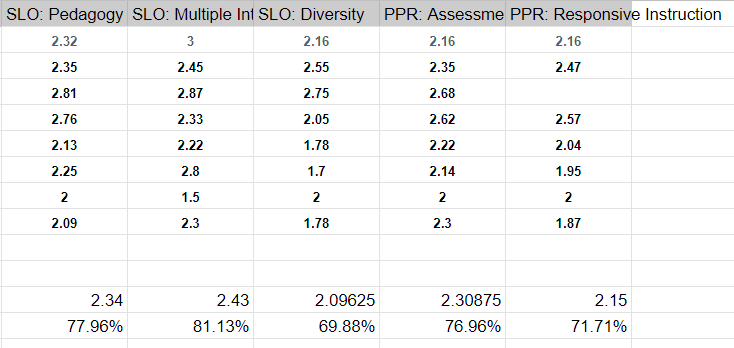 SLO: Pedagogy SLO: Multiple Int SLO: Diversity PPR: Assessme PPR: Responsive Instruction
2.32 3 2.16 2.16 2.16
2.35 2.45 2.55 2.35 2.47
2.81 2.87 2.75 2.68
2.76 2.33 2.05 2.62 2.57
2.13 2.22 1.78 2.22 2.04
2.25 2.8 1.7 2.14 1.95
2 1.5 2 2 2
2.09 2.3 1.78 2.3 1.87
2.34 2.43 2.09625 2.30875 2.15
77.96% 81.13% 69.88% 76.96% 71.71%